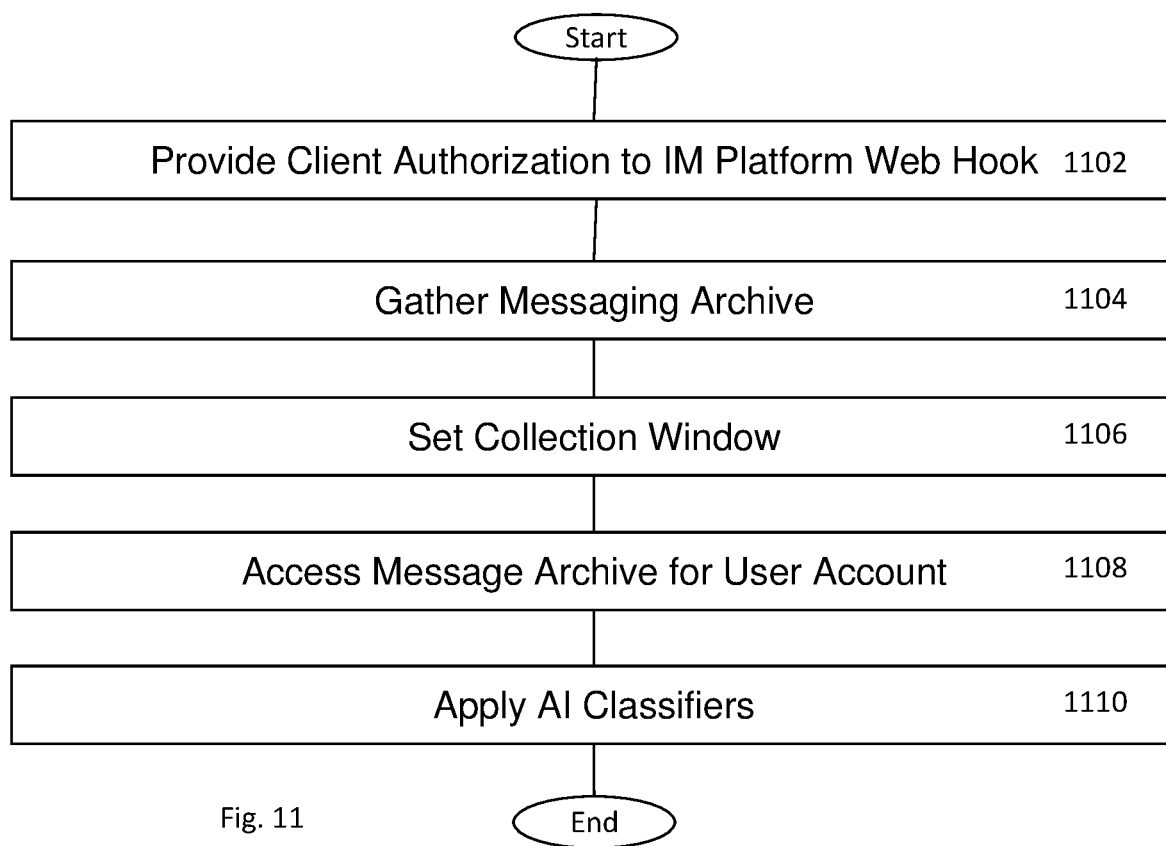 Start
Provide Client Authorization to IM Platform Web Hook 1102
Gather Messaging Archive 1104
Set Collection Window 1106
Access Message Archive for User Account 1108
Apply AI Classifiers 1110
Fig. 11
End